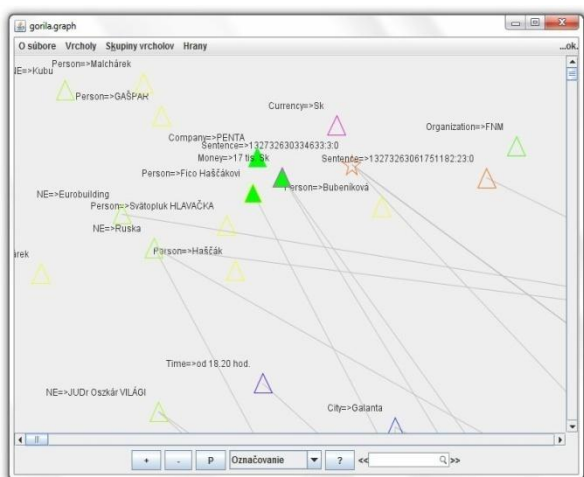 gorila.graph
O súbore Vrcholy Skupiny vrcholov Hrany ...ok.
Person=>Malchárek
NE=>Kubu
Person=>GAŠPAR
Currency=>Sk
Organization=>FNM
Company=>PENTA
Sentence=>132732630334633:3:0
Money=>17 tis. Sk
Sentence=>13273263061751182:23:0
Person=>Fico Haščákovi
Person=>Bubeníková
NE=>Eurobuilding
Person=>Svätopluk HLAVAČKA
NE=>Ruska
Person=>Haščák
árek
Time=>od 18.20 hod.
NE=>JUDr Oszkár VILÁGI
City=>Galanta
+ - P Označovanie ? << >>